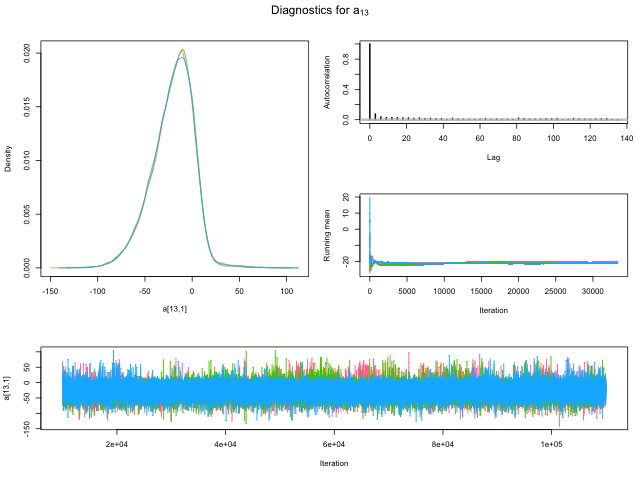 Diagnostics for a13
Density
0.000 0.005 0.010 0.015 0.020
-150 -100 -50 0 50 100
a[13,1]
Autocorrelation
0.0 0.4 0.8
0 20 40 60 80 100 120 140
Lag
Running mean
-20 0 10 20
0 5000 10000 15000 20000 25000 30000
Iteration
a[13,1]
-150 -50 0 50
2e+04 4e+04 6e+04 8e+04 1e+05
Iteration